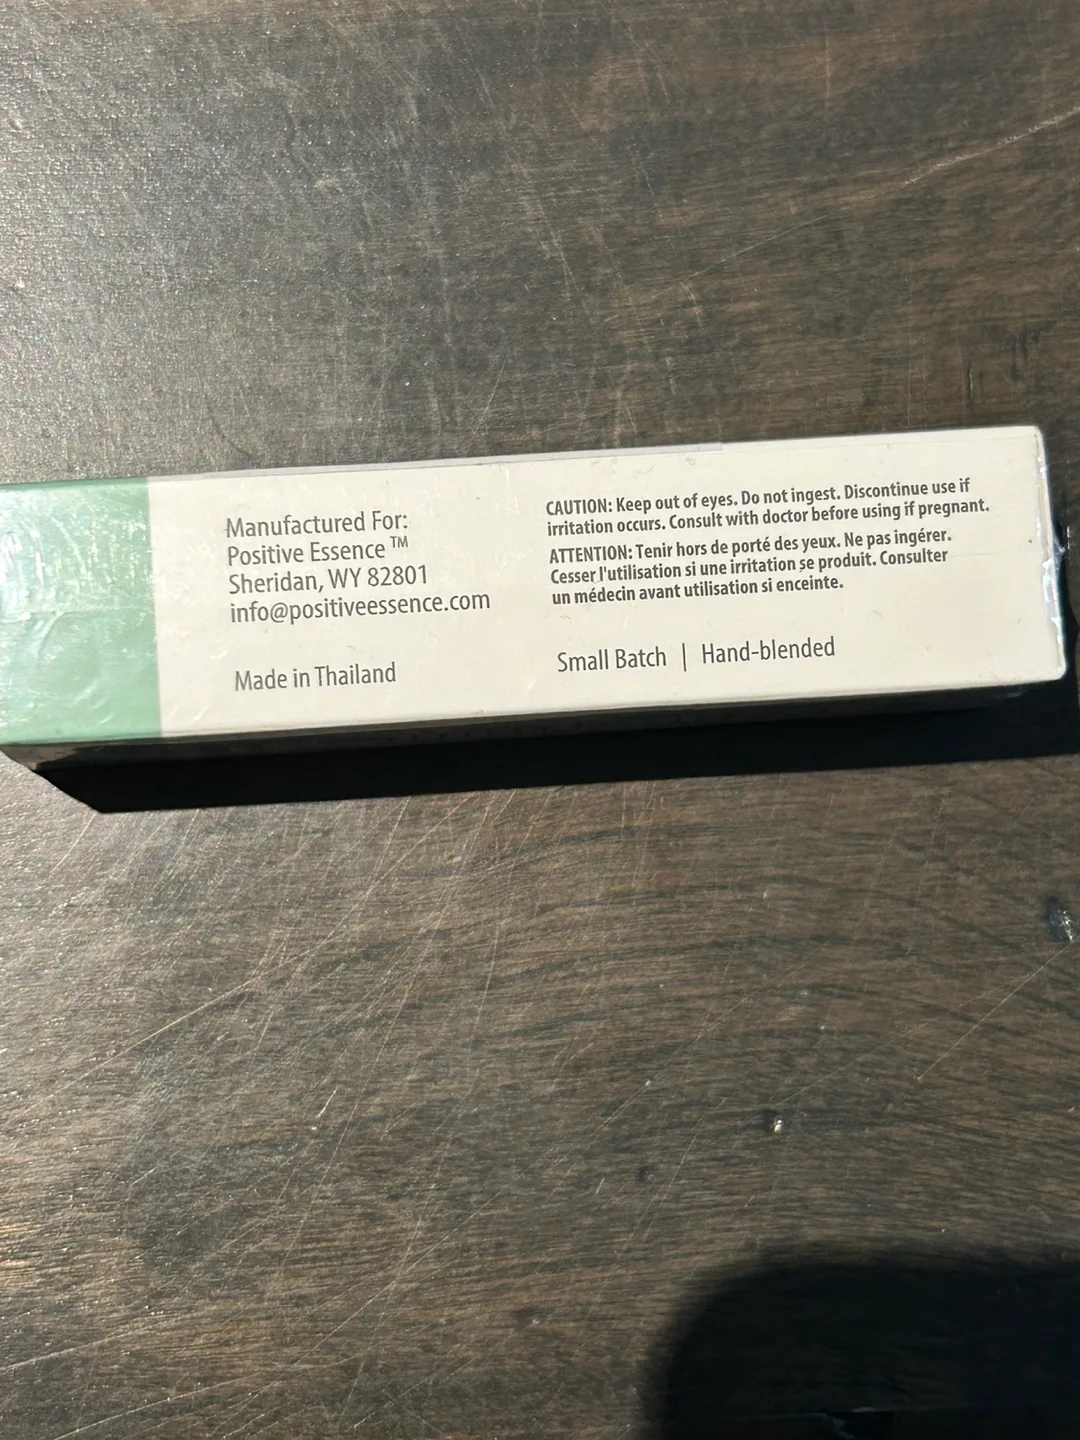 Manufactured For:
Positive Essence™
Sheridan, WY 82801
info@positiveessence.com
Made in Thailand
CAUTION: Keep out of eyes. Do not ingest. Discontinue use if
irritation occurs. Consult with doctor before using if pregnant.
ATTENTION: Tenir hors de porté des yeux. Ne pas ingérer.
Cesser l'utilisation si une irritation se produit. Consulter
un médecin avant utilisation si enceinte.
Small Batch | Hand-blended